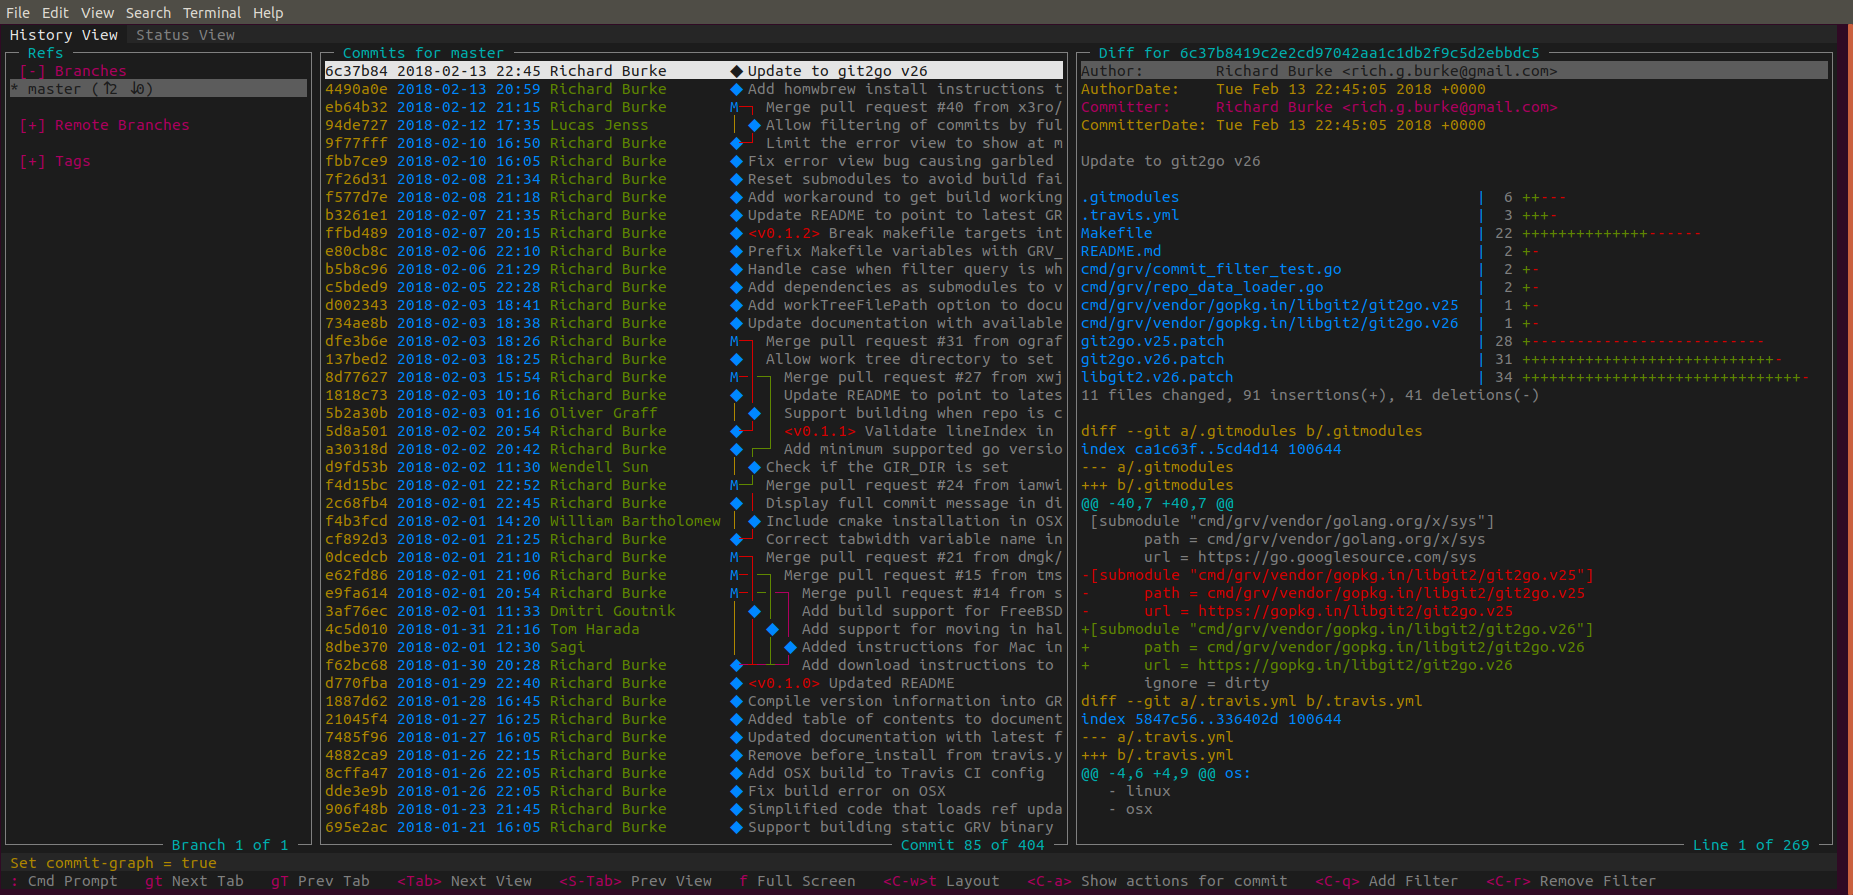 File Edit View Search Terminal Help
History View Status View
Refs
[-] Branches
* master (↑2 ↓0)
[+] Remote Branches
[+] Tags
Branch 1 of 1
Commits for master
6c37b84 2018-02-13 22:45 Richard Burke Update to git2go v26
4490a0e 2018-02-13 20:59 Richard Burke Add homwbrew install instructions t
eb64b32 2018-02-12 21:15 Richard Burke M Merge pull request #40 from x3ro/
94de727 2018-02-12 17:35 Lucas Jenss Allow filtering of commits by ful
9f77fff 2018-02-10 16:50 Richard Burke Limit the error view to show at m
fbb7ce9 2018-02-10 16:05 Richard Burke Fix error view bug causing garbled
7f26d31 2018-02-08 21:34 Richard Burke Reset submodules to avoid build fai
f577d7e 2018-02-08 21:18 Richard Burke Add workaround to get build working
b3261e1 2018-02-07 21:35 Richard Burke Update README to point to latest GR
ffbd489 2018-02-07 20:15 Richard Burke <v0.1.2> Break makefile targets int
e80cb8c 2018-02-06 22:10 Richard Burke Prefix Makefile variables with GRV_
b5b8c96 2018-02-06 21:29 Richard Burke Handle case when filter query is wh
c5bded9 2018-02-05 22:28 Richard Burke Add dependencies as submodules to v
d002343 2018-02-03 18:41 Richard Burke Add workTreeFilePath option to docu
734ae8b 2018-02-03 18:38 Richard Burke Update documentation with available
dfe3b6e 2018-02-03 18:26 Richard Burke M Merge pull request #31 from ograf
137bed2 2018-02-03 18:25 Richard Burke Allow work tree directory to set
8d77627 2018-02-03 15:54 Richard Burke M Merge pull request #27 from xwj
1818c73 2018-02-03 10:16 Richard Burke Update README to point to lates
5b2a30b 2018-02-03 01:16 Oliver Graff Support building when repo is c
5d8a501 2018-02-02 20:54 Richard Burke <v0.1.1> Validate lineIndex in
a30318d 2018-02-02 20:42 Richard Burke Add minimum supported go versio
d9fd53b 2018-02-02 11:30 Wendell Sun Check if the GIR_DIR is set
f4d15bc 2018-02-01 22:52 Richard Burke M Merge pull request #24 from iamwi
2c68fb4 2018-02-01 22:45 Richard Burke Display full commit message in di
f4b3fcd 2018-02-01 14:20 William Bartholomew Include cmake installation in OSX
cf892d3 2018-02-01 21:25 Richard Burke Correct tabwidth variable name in
0dcedcb 2018-02-01 21:10 Richard Burke M Merge pull request #21 from dmgk/
e62fd86 2018-02-01 21:06 Richard Burke M Merge pull request #15 from tms
e9fa614 2018-02-01 20:54 Richard Burke M Merge pull request #14 from s
3af76ec 2018-02-01 11:33 Dmitri Goutnik Add build support for FreeBSD
4c5d010 2018-01-31 21:16 Tom Harada Add support for moving in hal
8dbe370 2018-02-01 12:30 Sagi Added instructions for Mac in
f62bc68 2018-01-30 20:28 Richard Burke Add download instructions to
d770fba 2018-01-29 22:40 Richard Burke <v0.1.0> Updated README
1887d62 2018-01-28 16:45 Richard Burke Compile version information into GR
21045f4 2018-01-27 16:25 Richard Burke Added table of contents to document
7485f96 2018-01-27 16:05 Richard Burke Updated documentation with latest f
4882ca9 2018-01-26 22:15 Richard Burke Remove before_install from travis.y
8cffa47 2018-01-26 22:05 Richard Burke Add OSX build to Travis CI config
dde3e9b 2018-01-26 22:05 Richard Burke Fix build error on OSX
906f48b 2018-01-23 21:45 Richard Burke Simplified code that loads ref upda
695e2ac 2018-01-21 16:05 Richard Burke Support building static GRV binary
Commit 85 of 404
Diff for 6c37b8419c2e2cd97042aa1c1db2f9c5d2ebbdc5
Author: Richard Burke <rich.g.burke@gmail.com>
AuthorDate: Tue Feb 13 22:45:05 2018 +0000
Committer: Richard Burke <rich.g.burke@gmail.com>
CommitterDate: Tue Feb 13 22:45:05 2018 +0000
Update to git2go v26
.gitmodules | 6 ++---
.travis.yml | 3 +++-
Makefile | 22 ++++++++++++++------
README.md | 2 +-
cmd/grv/commit_filter_test.go | 2 +-
cmd/grv/repo_data_loader.go | 2 +-
cmd/grv/vendor/gopkg.in/libgit2/git2go.v25 | 1 +-
cmd/grv/vendor/gopkg.in/libgit2/git2go.v26 | 1 +-
git2go.v25.patch | 28 +--------------------------
git2go.v26.patch | 31 ++++++++++++++++++++++++++++-
libgit2.v26.patch | 34 +++++++++++++++++++++++++++++++-
11 files changed, 91 insertions(+), 41 deletions(-)
diff --git a/.gitmodules b/.gitmodules
index ca1c63f..5cd4d14 100644
--- a/.gitmodules
+++ b/.gitmodules
@@ -40,7 +40,7 @@
[submodule "cmd/grv/vendor/golang.org/x/sys"]
path = cmd/grv/vendor/golang.org/x/sys
url = https://go.googlesource.com/sys
-[submodule "cmd/grv/vendor/gopkg.in/libgit2/git2go.v25"]
- path = cmd/grv/vendor/gopkg.in/libgit2/git2go.v25
- url = https://gopkg.in/libgit2/git2go.v25
+[submodule "cmd/grv/vendor/gopkg.in/libgit2/git2go.v26"]
+ path = cmd/grv/vendor/gopkg.in/libgit2/git2go.v26
+ url = https://gopkg.in/libgit2/git2go.v26
ignore = dirty
diff --git a/.travis.yml b/.travis.yml
index 5847c56..336402d 100644
--- a/.travis.yml
+++ b/.travis.yml
@@ -4,6 +4,9 @@ os:
- linux
- osx
Line 1 of 269
Set commit-graph = true
: Cmd Prompt gt Next Tab gT Prev Tab <Tab> Next View <S-Tab> Prev View f Full Screen <C-w>t Layout <C-a> Show actions for commit <C-q> Add Filter <C-r> Remove Filter